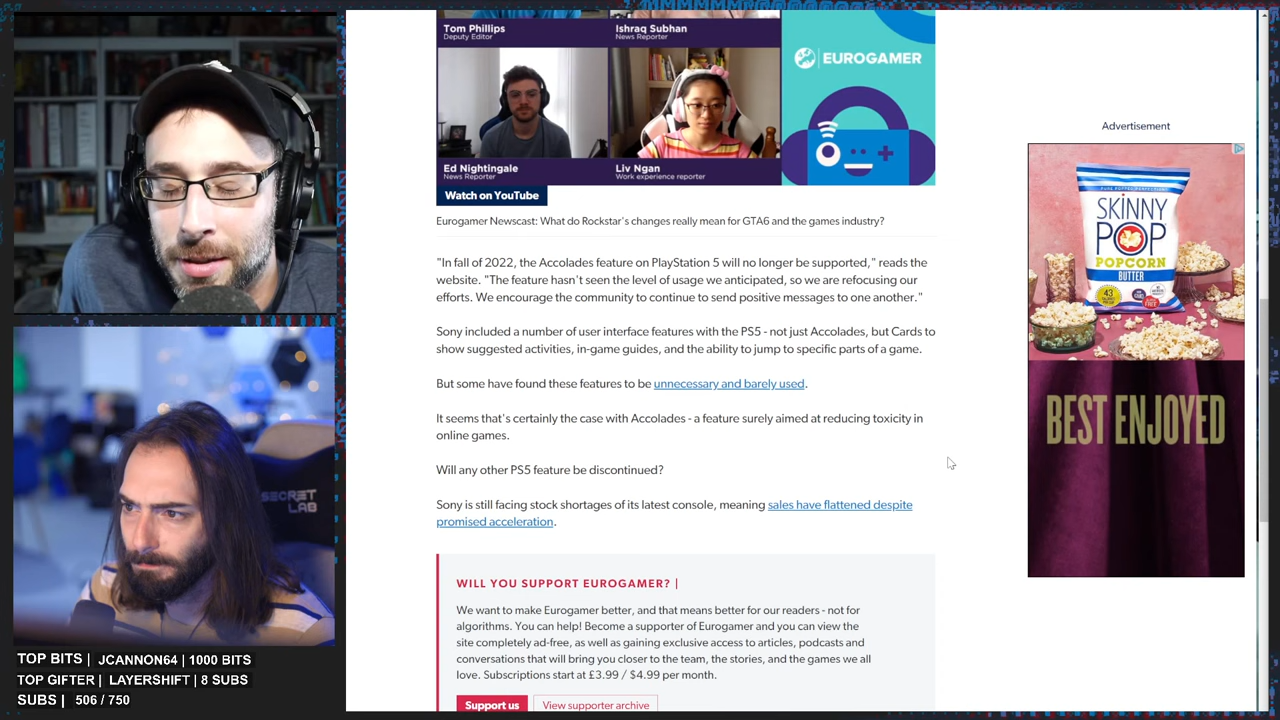 Tom Phillips
Deputy Editor
Ishraq Subhan
News Reporter
EUROGAMER
Ed Nightingale
News Reporter
Liv Ngan
Work experience reporter
Watch on YouTube
Eurogamer Newscast: What do Rockstar's changes really mean for GTA6 and the games industry?
"In fall of 2022, the Accolades feature on PlayStation 5 will no longer be supported," reads the
website. "The feature hasn't seen the level of usage we anticipated, so we are refocusing our
efforts. We encourage the community to continue to send positive messages to one another."
Sony included a number of user interface features with the PS5 - not just Accolades, but Cards to
show suggested activities, in-game guides, and the ability to jump to specific parts of a game.
But some have found these features to be unnecessary and barely used.
It seems that's certainly the case with Accolades - a feature surely aimed at reducing toxicity in
online games.
Will any other PS5 feature be discontinued?
Sony is still facing stock shortages of its latest console, meaning sales have flattened despite
promised acceleration.
WILL YOU SUPPORT EUROGAMER? |
We want to make Eurogamer better, and that means better for our readers - not for
algorithms. You can help! Become a supporter of Eurogamer and you can view the
site completely ad-free, as well as gaining exclusive access to articles, podcasts and
conversations that will bring you closer to the team, the stories, and the games we all
love. Subscriptions start at £3.99 / $4.99 per month.
Support us
View supporter archive
Advertisement
SKINNY
POP
POPCORN
BUTTER
43
BEST ENJOYED
SECRET
LAB
TOP BITS | JCANNON64 | 1000 BITS
TOP GIFTER | LAYERSHIFT | 8 SUBS
SUBS | 506 / 750